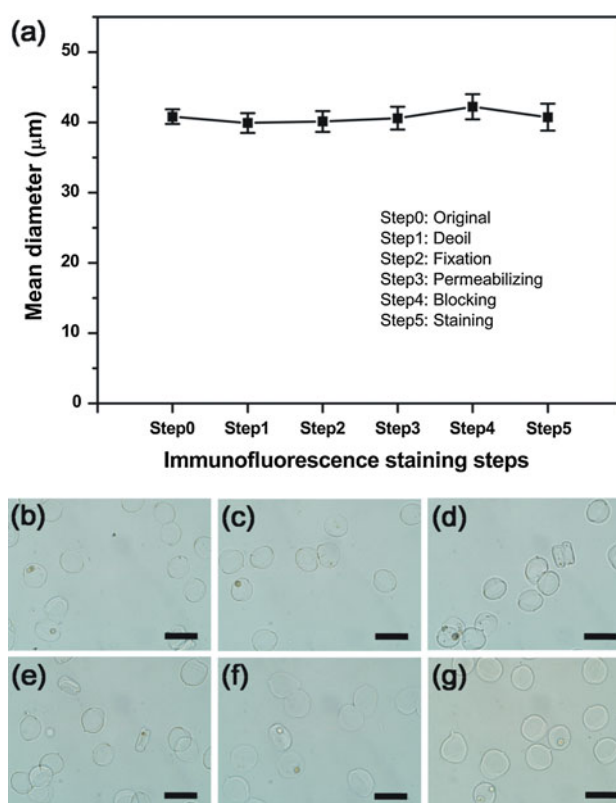 (a)
50
40
30
20
10
0
Mean diameter (μm)
Step0: Original
Step1: Deoil
Step2: Fixation
Step3: Permeabilizing
Step4: Blocking
Step5: Staining
Step0 Step1 Step2 Step3 Step4 Step5
Immunofluorescence staining steps
(b) (c) (d)
(e) (f) (g)